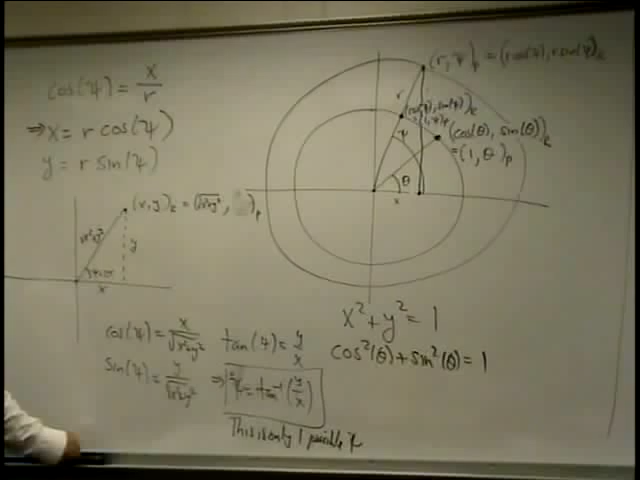 cos(ψ) = x/r
⇒ x = r cos(ψ)
y = r sin(ψ)
(r, ψ)p = (r cos(ψ), r sin(ψ))k
r
(cos(ψ), sin(ψ))k
= (1, ψ)p
ψ
(cos(θ), sin(θ))k
= (1, θ)p
θ
x
(x, y)k = (√x²+y², )p
√x²+y²
y
x
x² + y² = 1
cos²(θ) + sin²(θ) = 1
cos(ψ) = x/√x²+y²
tan(ψ) = y/x
sin(ψ) = y/√x²+y²
⇒ ψ = tan⁻¹(y/x)
This is only 1 possible ψ